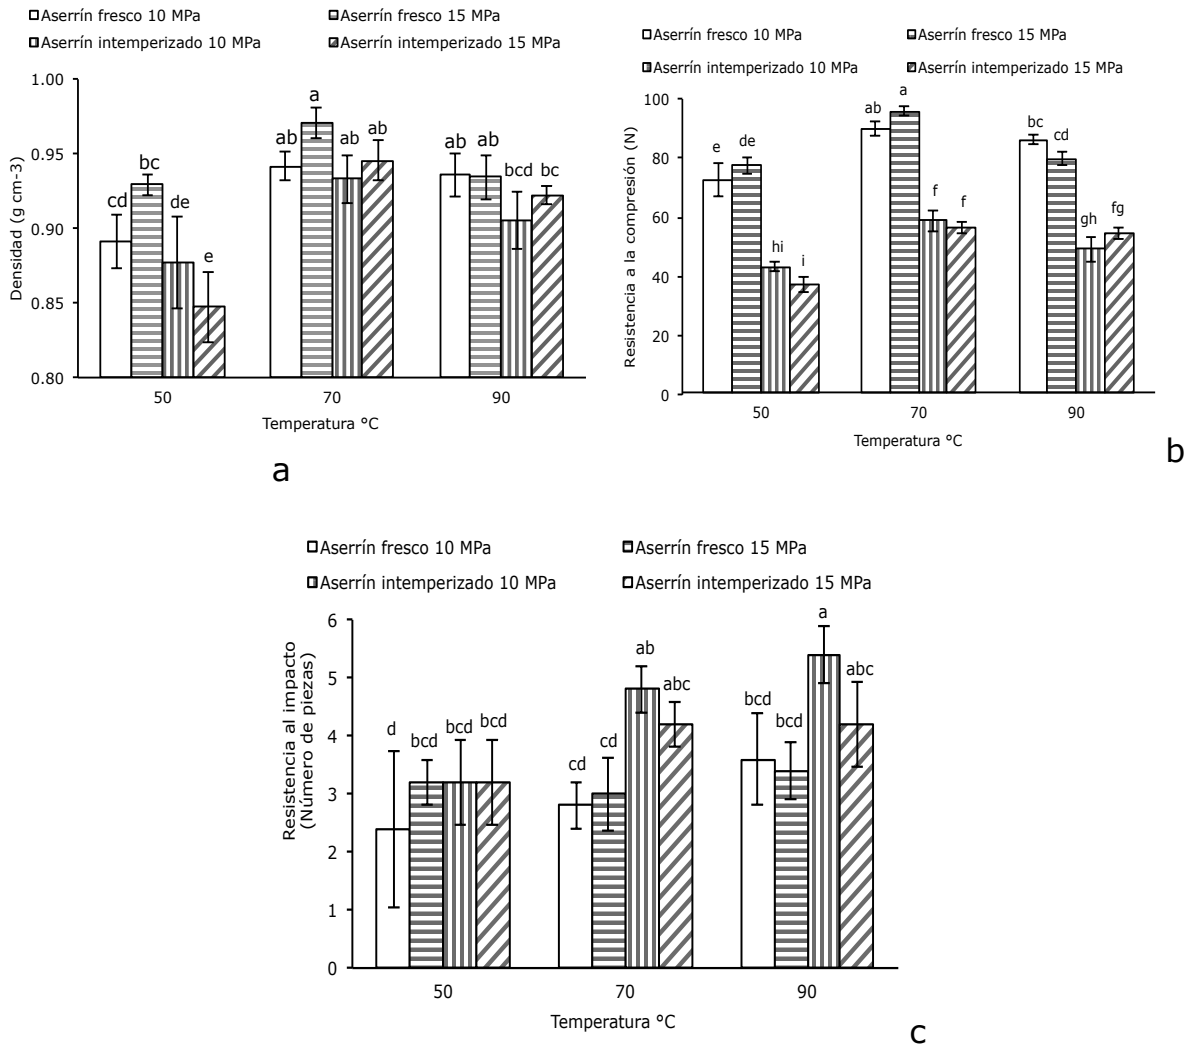 Aserrín fresco 10 MPa
Aserrín fresco 15 MPa
Aserrín intemperizado 10 MPa
Aserrín intemperizado 15 MPa
Densidad (g cm-3)
1.00
0.95
0.90
0.85
0.80
cd
bc
de
e
ab
a
ab
ab
ab
ab
bcd
bc
50
70
90
Temperatura °C
a
Aserrín fresco 10 MPa
Aserrín fresco 15 MPa
Aserrín intemperizado 10 MPa
Aserrín intemperizado 15 MPa
Resistencia a la compresión (N)
100
80
60
40
20
0
e
de
hi
i
ab
a
f
f
bc
cd
gh
fg
50
70
90
Temperatura °C
b
Aserrín fresco 10 MPa
Aserrín fresco 15 MPa
Aserrín intemperizado 10 MPa
Aserrín intemperizado 15 MPa
Resistencia al impacto
(Número de piezas)
6
5
4
3
2
1
0
d
bcd
bcd
bcd
cd
cd
ab
abc
bcd
bcd
a
abc
50
70
90
Temperatura °C
c